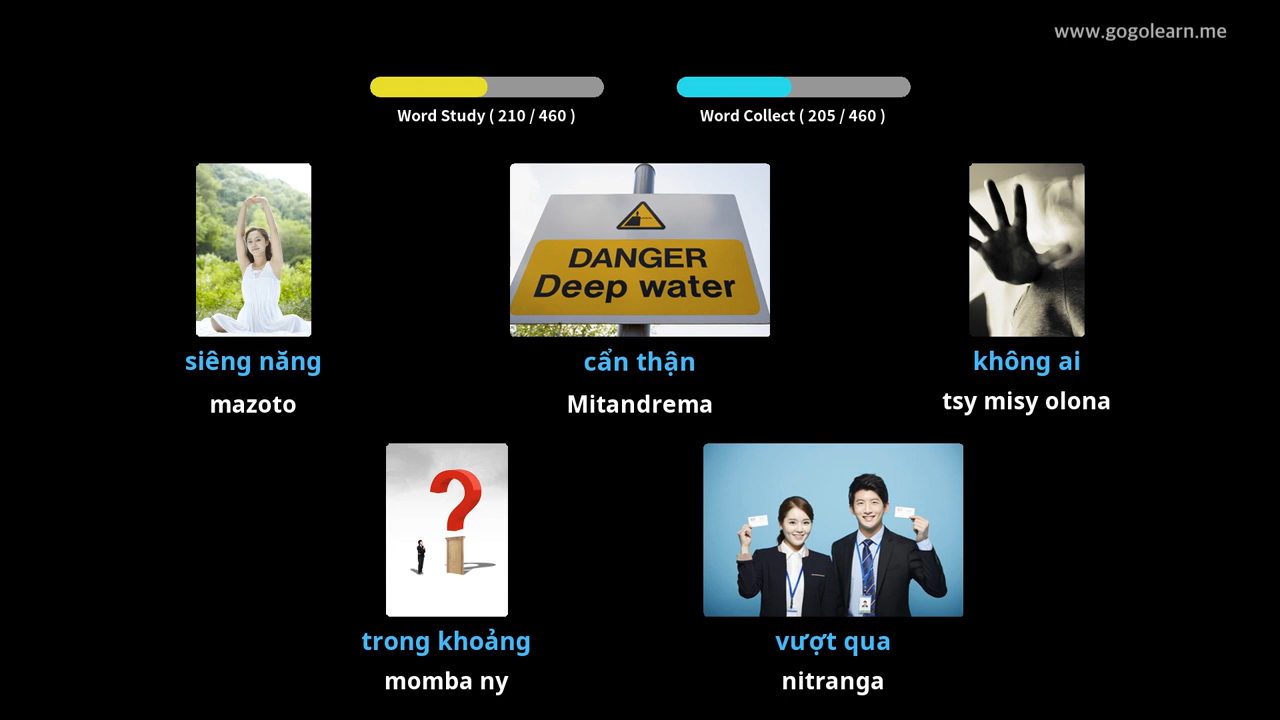 www.gogolearn.me
Word Study ( 210 / 460 )
Word Collect ( 205 / 460 )
DANGER
Deep water
siêng năng
mazoto
cẩn thận
Mitandrema
không ai
tsy misy olona
trong khoảng
momba ny
vượt qua
nitranga